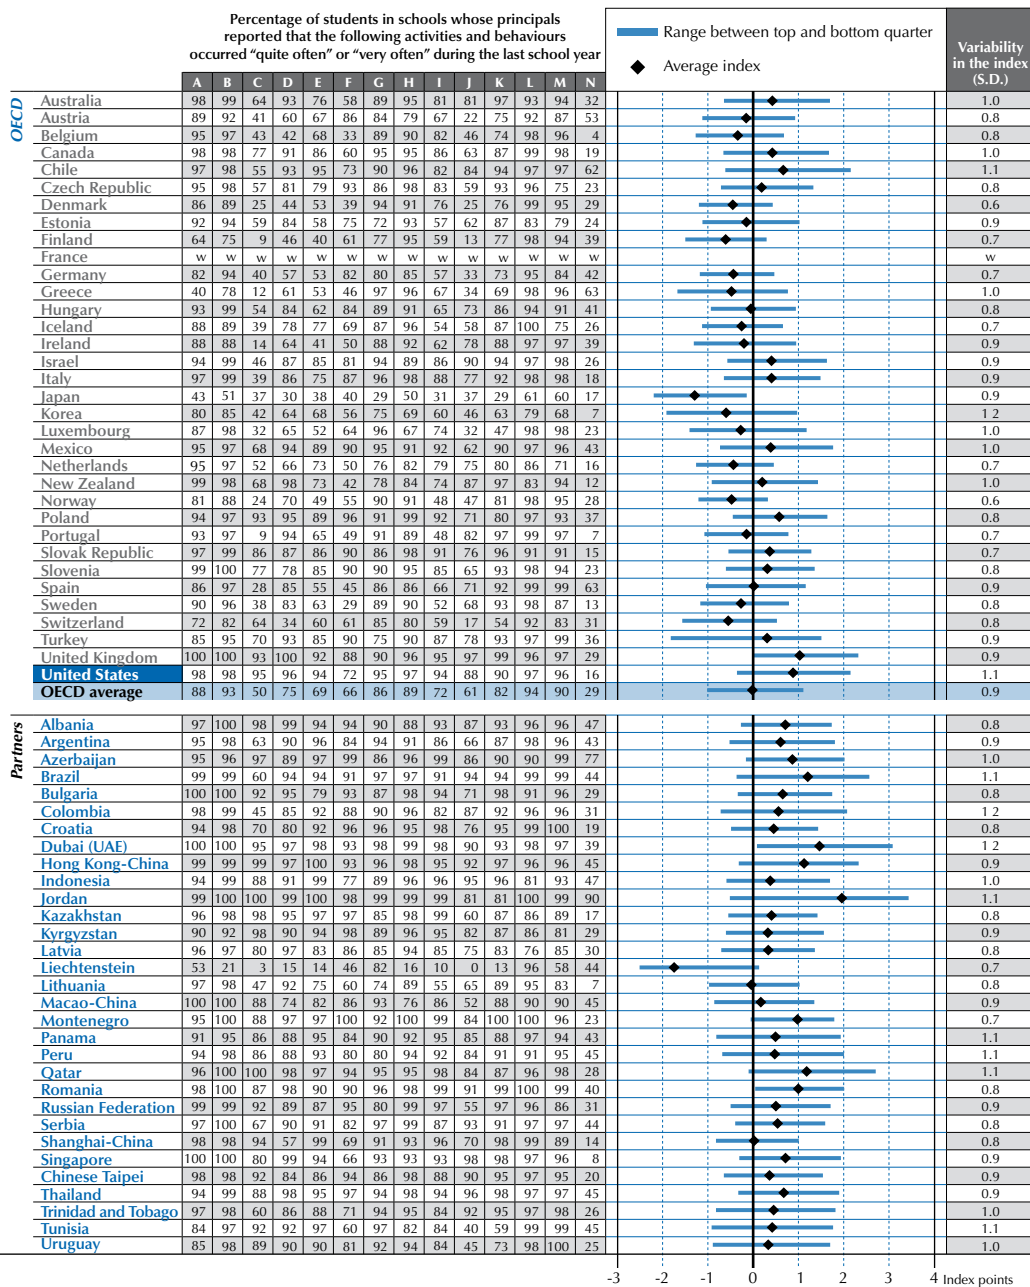 Percentage of students in schools whose principals
reported that the following activities and behaviours
occurred “quite often” or “very often” during the last school year
Range between top and bottom quarter
Average index
Variability
in the index
(S.D.)
A B C D E F G H I J K L M N
OECD
Australia 98 99 64 93 76 58 89 95 81 81 97 93 94 32 1.0
Austria 89 92 41 60 67 86 84 79 67 22 75 92 87 53 0.8
Belgium 95 97 43 42 68 33 89 90 82 46 74 98 96 4 0.8
Canada 98 98 77 91 86 60 95 95 86 63 87 99 98 19 1.0
Chile 97 98 55 93 95 73 90 96 82 84 94 97 97 62 1.1
Czech Republic 95 98 57 81 79 93 86 98 83 59 93 96 75 23 0.8
Denmark 86 89 25 44 53 39 94 91 76 25 76 99 95 29 0.6
Estonia 92 94 59 84 58 75 72 93 57 62 87 83 79 24 0.9
Finland 64 75 9 46 40 61 77 95 59 13 77 98 94 39 0.7
France w w w w w w w w w w w w w w w
Germany 82 94 40 57 53 82 80 85 57 33 73 95 84 42 0.7
Greece 40 78 12 61 53 46 97 96 67 34 69 98 96 63 1.0
Hungary 93 99 54 84 62 84 89 91 65 73 86 94 91 41 0.8
Iceland 88 89 39 78 77 69 87 96 54 58 87 100 75 26 0.7
Ireland 88 88 14 64 41 50 88 92 62 78 88 97 97 39 0.9
Israel 94 99 46 87 85 81 94 89 86 90 94 97 98 26 0.9
Italy 97 99 39 86 75 87 96 98 88 77 92 98 98 18 0.9
Japan 43 51 37 30 38 40 29 50 31 37 29 61 60 17 0.9
Korea 80 85 42 64 68 56 75 69 60 46 63 79 68 7 1 2
Luxembourg 87 98 32 65 52 64 96 67 74 32 47 98 98 23 1.0
Mexico 95 97 68 94 89 90 95 91 92 62 90 97 96 43 1.0
Netherlands 95 97 52 66 73 50 76 82 79 75 80 86 71 16 0.7
New Zealand 99 98 68 98 73 42 78 84 74 87 97 83 94 12 1.0
Norway 81 88 24 70 49 55 90 91 48 47 81 98 95 28 0.6
Poland 94 97 93 95 89 96 91 99 92 71 80 97 93 37 0.8
Portugal 93 97 9 94 65 49 91 89 48 82 97 99 97 7 0.8
Slovak Republic 97 99 86 87 86 90 86 98 91 76 96 91 91 15 0.7
Slovenia 99 100 77 78 85 90 90 95 85 65 93 98 94 23 0.8
Spain 86 97 28 85 55 45 86 86 66 71 92 99 99 63 0.9
Sweden 90 96 38 83 63 29 89 90 52 68 93 98 87 13 0.8
Switzerland 72 82 64 34 60 61 85 80 59 17 54 92 83 31 0.8
Turkey 85 95 70 93 85 90 75 90 87 78 93 97 99 36 0.9
United Kingdom 100 100 93 100 92 88 90 96 95 97 99 96 97 29 0.9
United States 98 98 95 96 94 72 95 97 94 88 90 97 96 16 1.1
OECD average 88 93 50 75 69 66 86 89 72 61 82 94 90 29 0.9
Partners
Albania 97 100 98 99 94 94 90 88 93 87 93 96 96 47 0.8
Argentina 95 98 63 90 96 84 94 91 86 66 87 98 96 43 0.9
Azerbaijan 95 96 97 89 97 99 86 96 99 86 90 90 99 77 1.0
Brazil 99 99 60 94 94 91 97 97 91 94 94 99 99 44 1.1
Bulgaria 100 100 92 95 79 93 87 98 94 71 98 91 96 29 0.8
Colombia 98 99 45 85 92 88 90 96 82 87 92 96 96 31 1 2
Croatia 94 98 70 80 92 96 96 95 98 76 95 99 100 19 0.8
Dubai (UAE) 100 100 95 97 98 93 98 99 98 90 93 98 97 39 1 2
Hong Kong-China 99 99 99 97 100 93 96 98 95 92 97 96 96 45 0.9
Indonesia 94 99 88 91 99 77 89 96 96 95 96 81 93 47 1.0
Jordan 99 100 100 99 100 98 99 99 99 81 81 100 99 90 1.1
Kazakhstan 96 98 98 95 97 97 85 98 99 60 87 86 89 17 0.8
Kyrgyzstan 90 92 98 90 94 98 89 96 95 82 87 86 81 29 0.9
Latvia 96 97 80 97 83 86 85 94 85 75 83 76 85 30 0.8
Liechtenstein 53 21 3 15 14 46 82 16 10 0 13 96 58 44 0.7
Lithuania 97 98 47 92 75 60 74 89 55 65 89 95 83 7 0.8
Macao-China 100 100 88 74 82 86 93 76 86 52 88 90 90 45 0.9
Montenegro 95 100 88 97 97 100 92 100 99 84 100 100 96 23 0.7
Panama 91 95 86 88 95 84 90 92 95 85 88 97 94 43 1.1
Peru 94 98 86 88 93 80 80 94 92 84 91 91 95 45 1.1
Qatar 96 100 100 98 97 94 95 95 98 84 87 96 98 28 1.1
Romania 98 100 87 98 90 90 96 98 99 91 99 100 99 40 0.8
Russian Federation 99 99 92 89 87 95 80 99 97 55 97 96 86 31 0.9
Serbia 97 100 67 90 91 82 97 99 87 93 91 97 97 44 0.8
Shanghai-China 98 98 94 57 99 69 91 93 96 70 98 99 89 14 0.8
Singapore 100 100 80 99 94 66 93 93 93 98 98 97 96 8 0.9
Chinese Taipei 98 98 92 84 86 94 86 98 88 90 95 97 95 20 0.9
Thailand 94 99 88 98 95 97 94 98 94 96 98 97 97 45 0.9
Trinidad and Tobago 97 98 60 86 88 71 94 95 84 92 95 97 98 26 1.0
Tunisia 84 97 92 92 97 60 97 82 84 40 59 99 99 45 1.1
Uruguay 85 98 89 90 90 81 92 94 84 45 73 98 100 25 1.0
-3 -2 -1 0 1 2 3 4 Index points